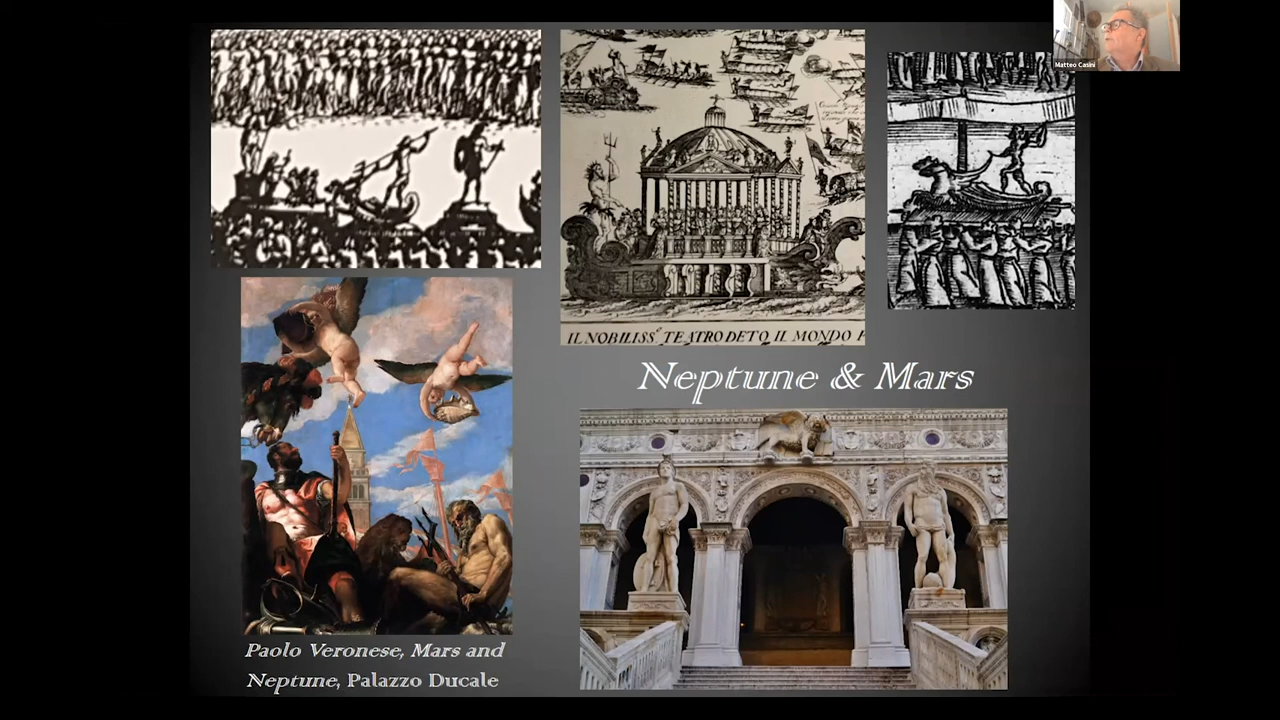 Matteo Casini
IL NOBILISS.º TEATRO DETO IL MONDO
Neptune & Mars
Paolo Veronese, Mars and
Neptune, Palazzo Ducale